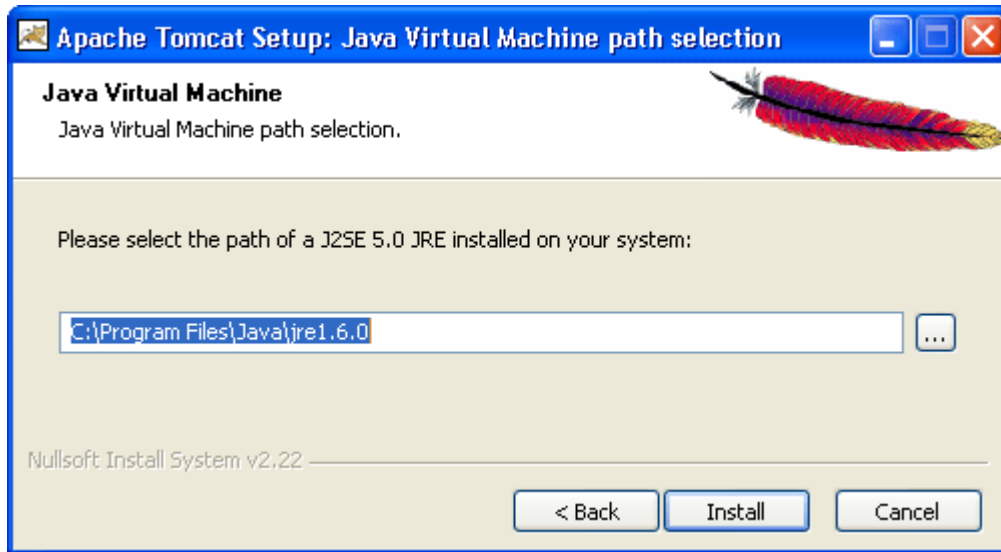 Apache Tomcat Setup: Java Virtual Machine path selection
Java Virtual Machine
Java Virtual Machine path selection.
Please select the path of a J2SE 5.0 JRE installed on your system:
C:\Program Files\Java\jre1.6.0
...
Nullsoft Install System v2.22
< Back
Install
Cancel